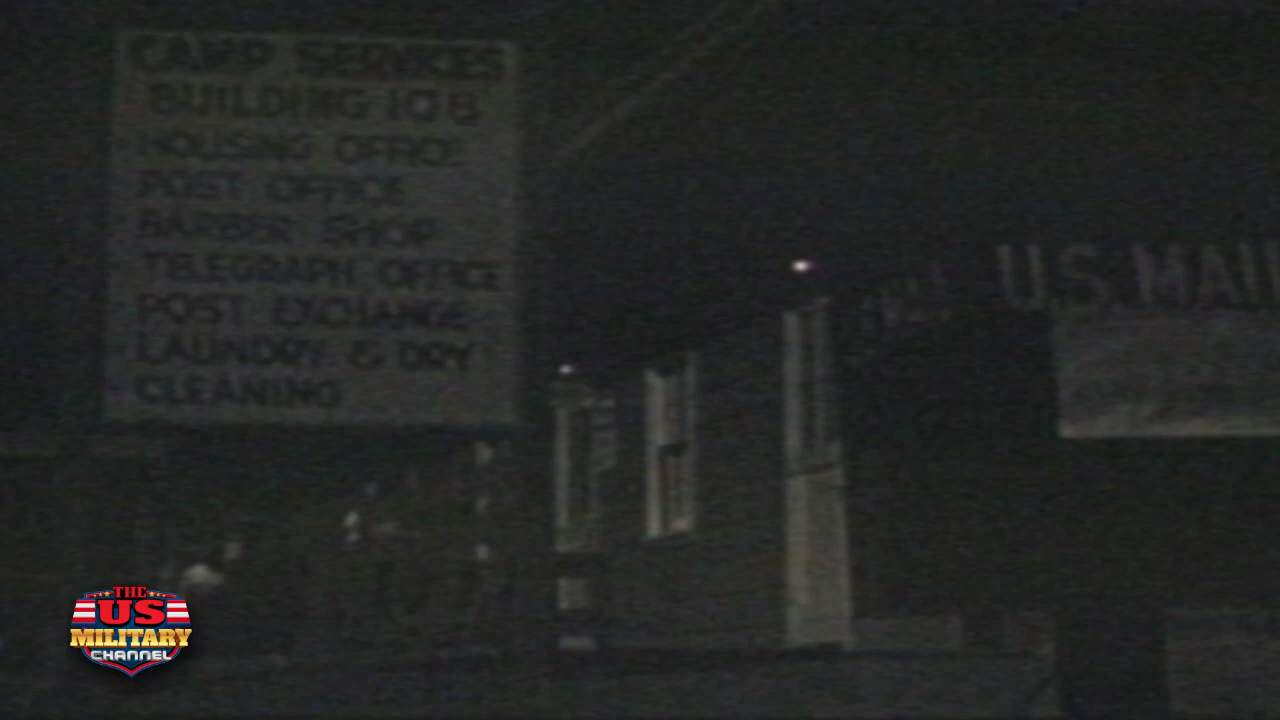 CAMP SERVICES
BUILDING 108
HOUSING OFFICE
POST OFFICE
BARBER SHOP
TELEGRAPH OFFICE
POST EXCHANGE
LAUNDRY & DRY
CLEANING
U.S. MAIL
THE
US
MILITARY
CHANNEL